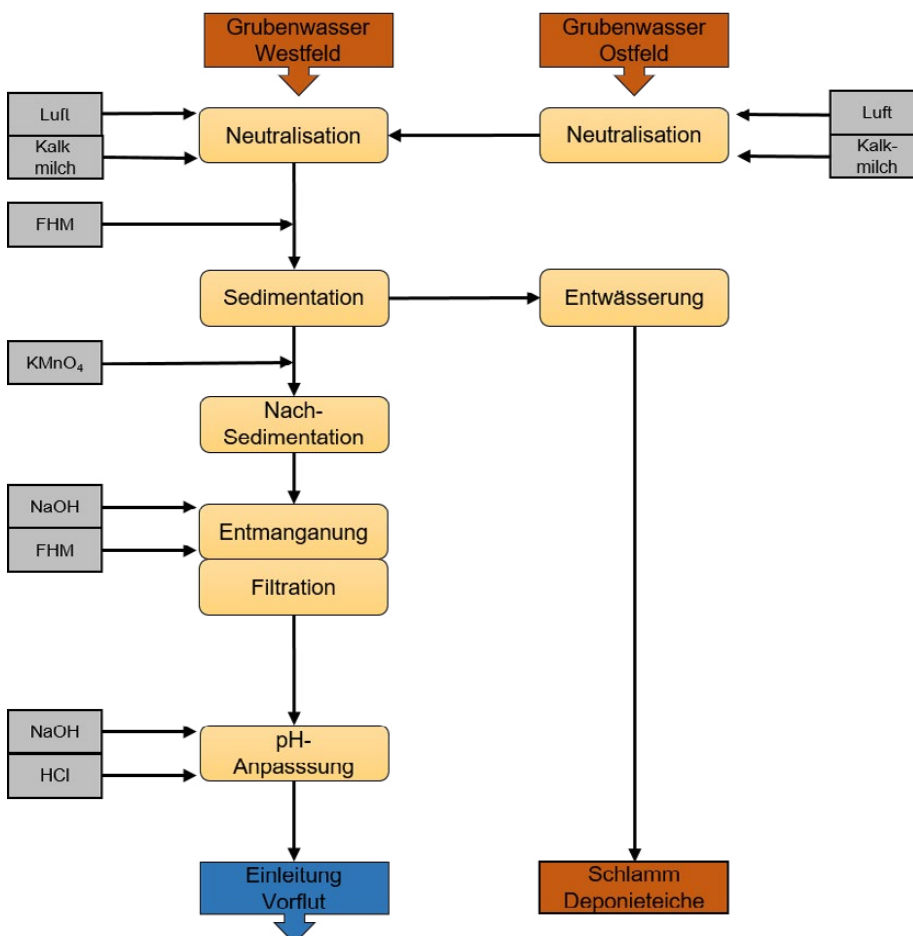 Grubenwasser
Westfeld
Grubenwasser
Ostfeld
Luft
Kalk
milch
Neutralisation
Neutralisation
Luft
Kalk-
milch
FHM
Sedimentation
Entwässerung
KMnO₄
Nach-
Sedimentation
NaOH
FHM
Entmanganung
Filtration
NaOH
HCl
pH-
Anpasssung
Einleitung
Vorflut
Schlamm
Deponieteiche